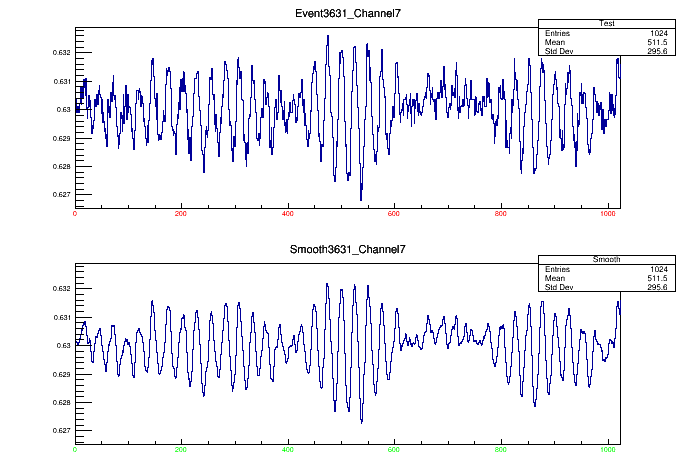 Event3631_Channel7
Test
Entries 1024
Mean 511.5
Std Dev 295.6
0.632
0.631
0.63
0.629
0.628
0.627
0 200 400 600 800 1000
Smooth3631_Channel7
Smooth
Entries 1024
Mean 511.5
Std Dev 295.6
0.632
0.631
0.63
0.629
0.628
0.627
0 200 400 600 800 1000